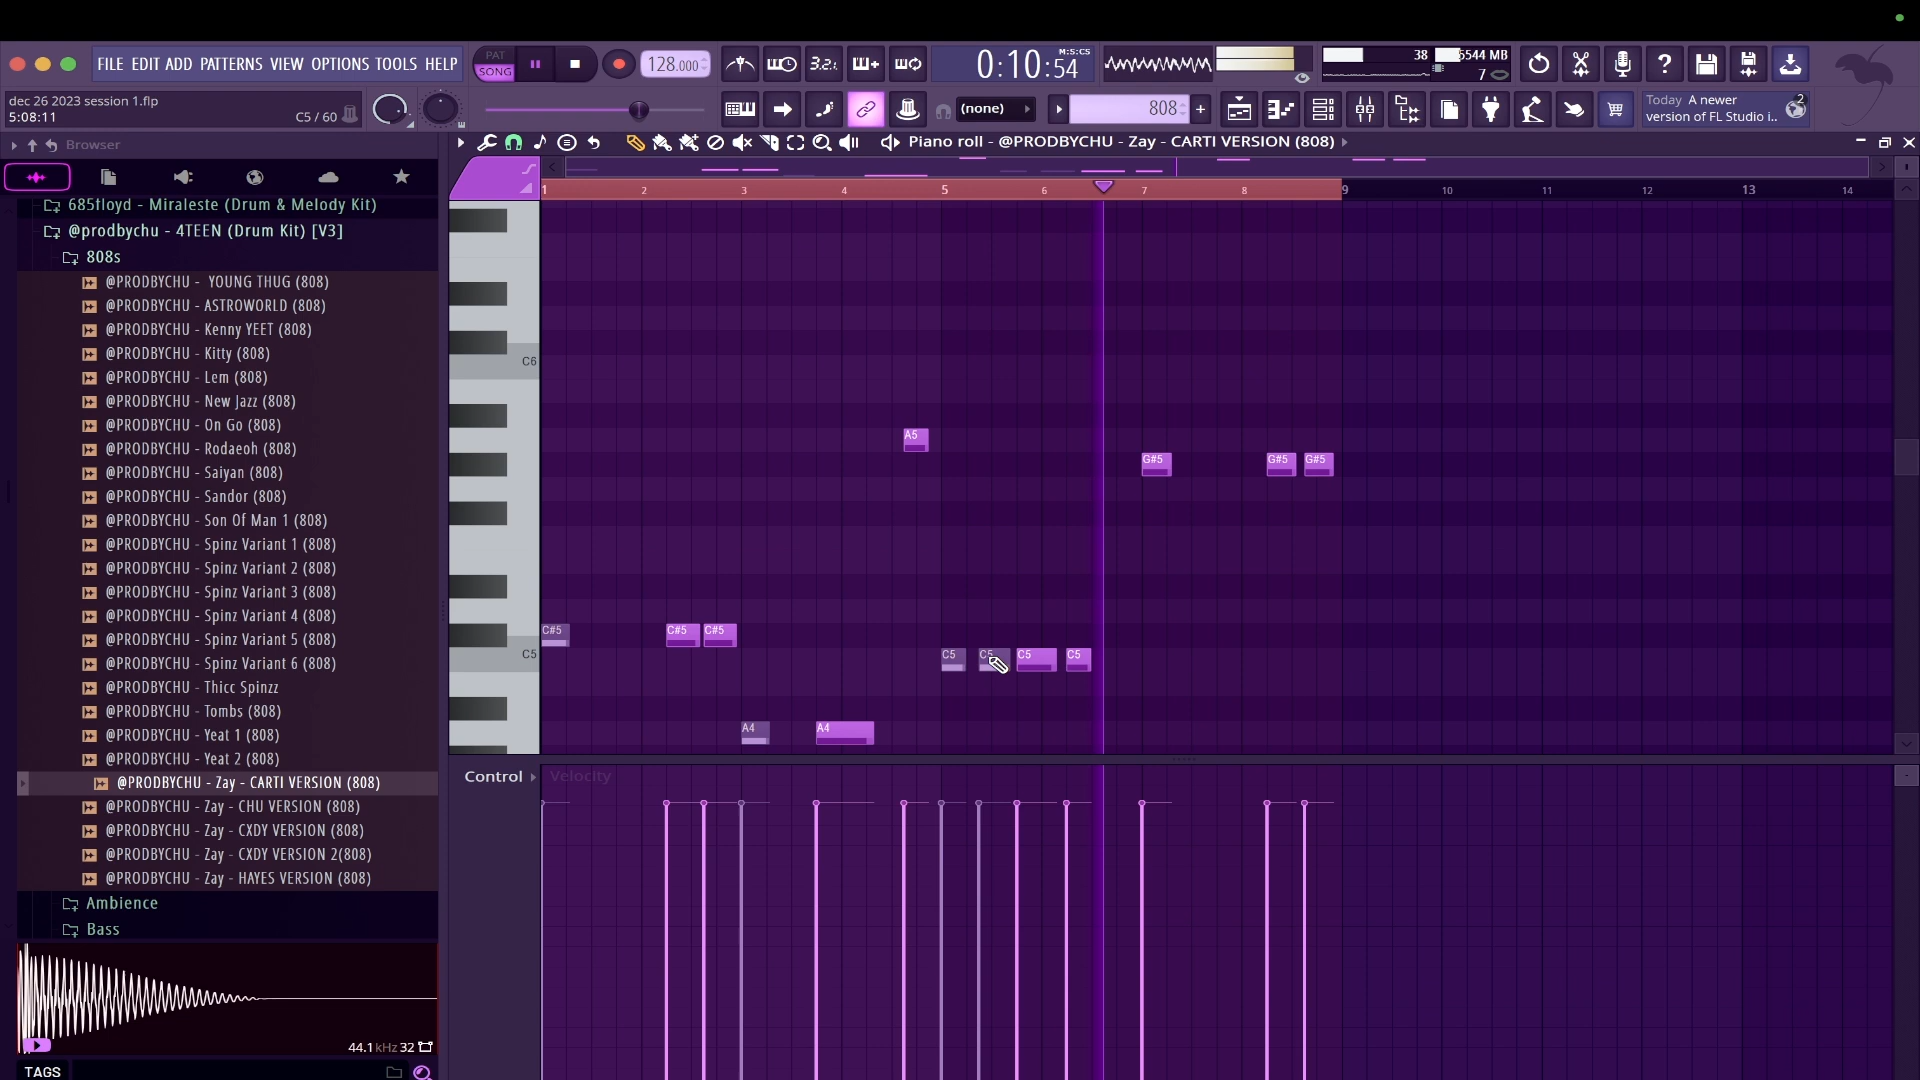 FILE EDIT ADD PATTERNS VIEW OPTIONS TOOLS HELP
PAT
SONG
128.000
3.2.
0:10:54
M:S:CS
38
5544 MB
7
dec 26 2023 session 1.flp
5:08:11
C5 / 60
(none)
808
Today A newer
version of FL Studio i..
2
Browser
Piano roll - @PRODBYCHU - Zay - CARTI VERSION (808)
685floyd - Miraleste (Drum & Melody Kit)
@prodbychu - 4TEEN (Drum Kit) [V3]
808s
@PRODBYCHU - YOUNG THUG (808)
@PRODBYCHU - ASTROWORLD (808)
@PRODBYCHU - Kenny YEET (808)
@PRODBYCHU - Kitty (808)
@PRODBYCHU - Lem (808)
@PRODBYCHU - New Jazz (808)
@PRODBYCHU - On Go (808)
@PRODBYCHU - Rodaeoh (808)
@PRODBYCHU - Saiyan (808)
@PRODBYCHU - Sandor (808)
@PRODBYCHU - Son Of Man 1 (808)
@PRODBYCHU - Spinz Variant 1 (808)
@PRODBYCHU - Spinz Variant 2 (808)
@PRODBYCHU - Spinz Variant 3 (808)
@PRODBYCHU - Spinz Variant 4 (808)
@PRODBYCHU - Spinz Variant 5 (808)
@PRODBYCHU - Spinz Variant 6 (808)
@PRODBYCHU - Thicc Spinzz
@PRODBYCHU - Tombs (808)
@PRODBYCHU - Yeat 1 (808)
@PRODBYCHU - Yeat 2 (808)
@PRODBYCHU - Zay - CARTI VERSION (808)
@PRODBYCHU - Zay - CHU VERSION (808)
@PRODBYCHU - Zay - CXDY VERSION (808)
@PRODBYCHU - Zay - CXDY VERSION 2(808)
@PRODBYCHU - Zay - HAYES VERSION (808)
Ambience
Bass
44.1kHz 32
TAGS
1 2 3 4 5 6 7 8 9 10 11 12 13 14
C6
A5
G#5 G#5 G#5
C#5 C#5 C#5
C5
C5 C5 C5 C5
A4 A4
Control
Velocity